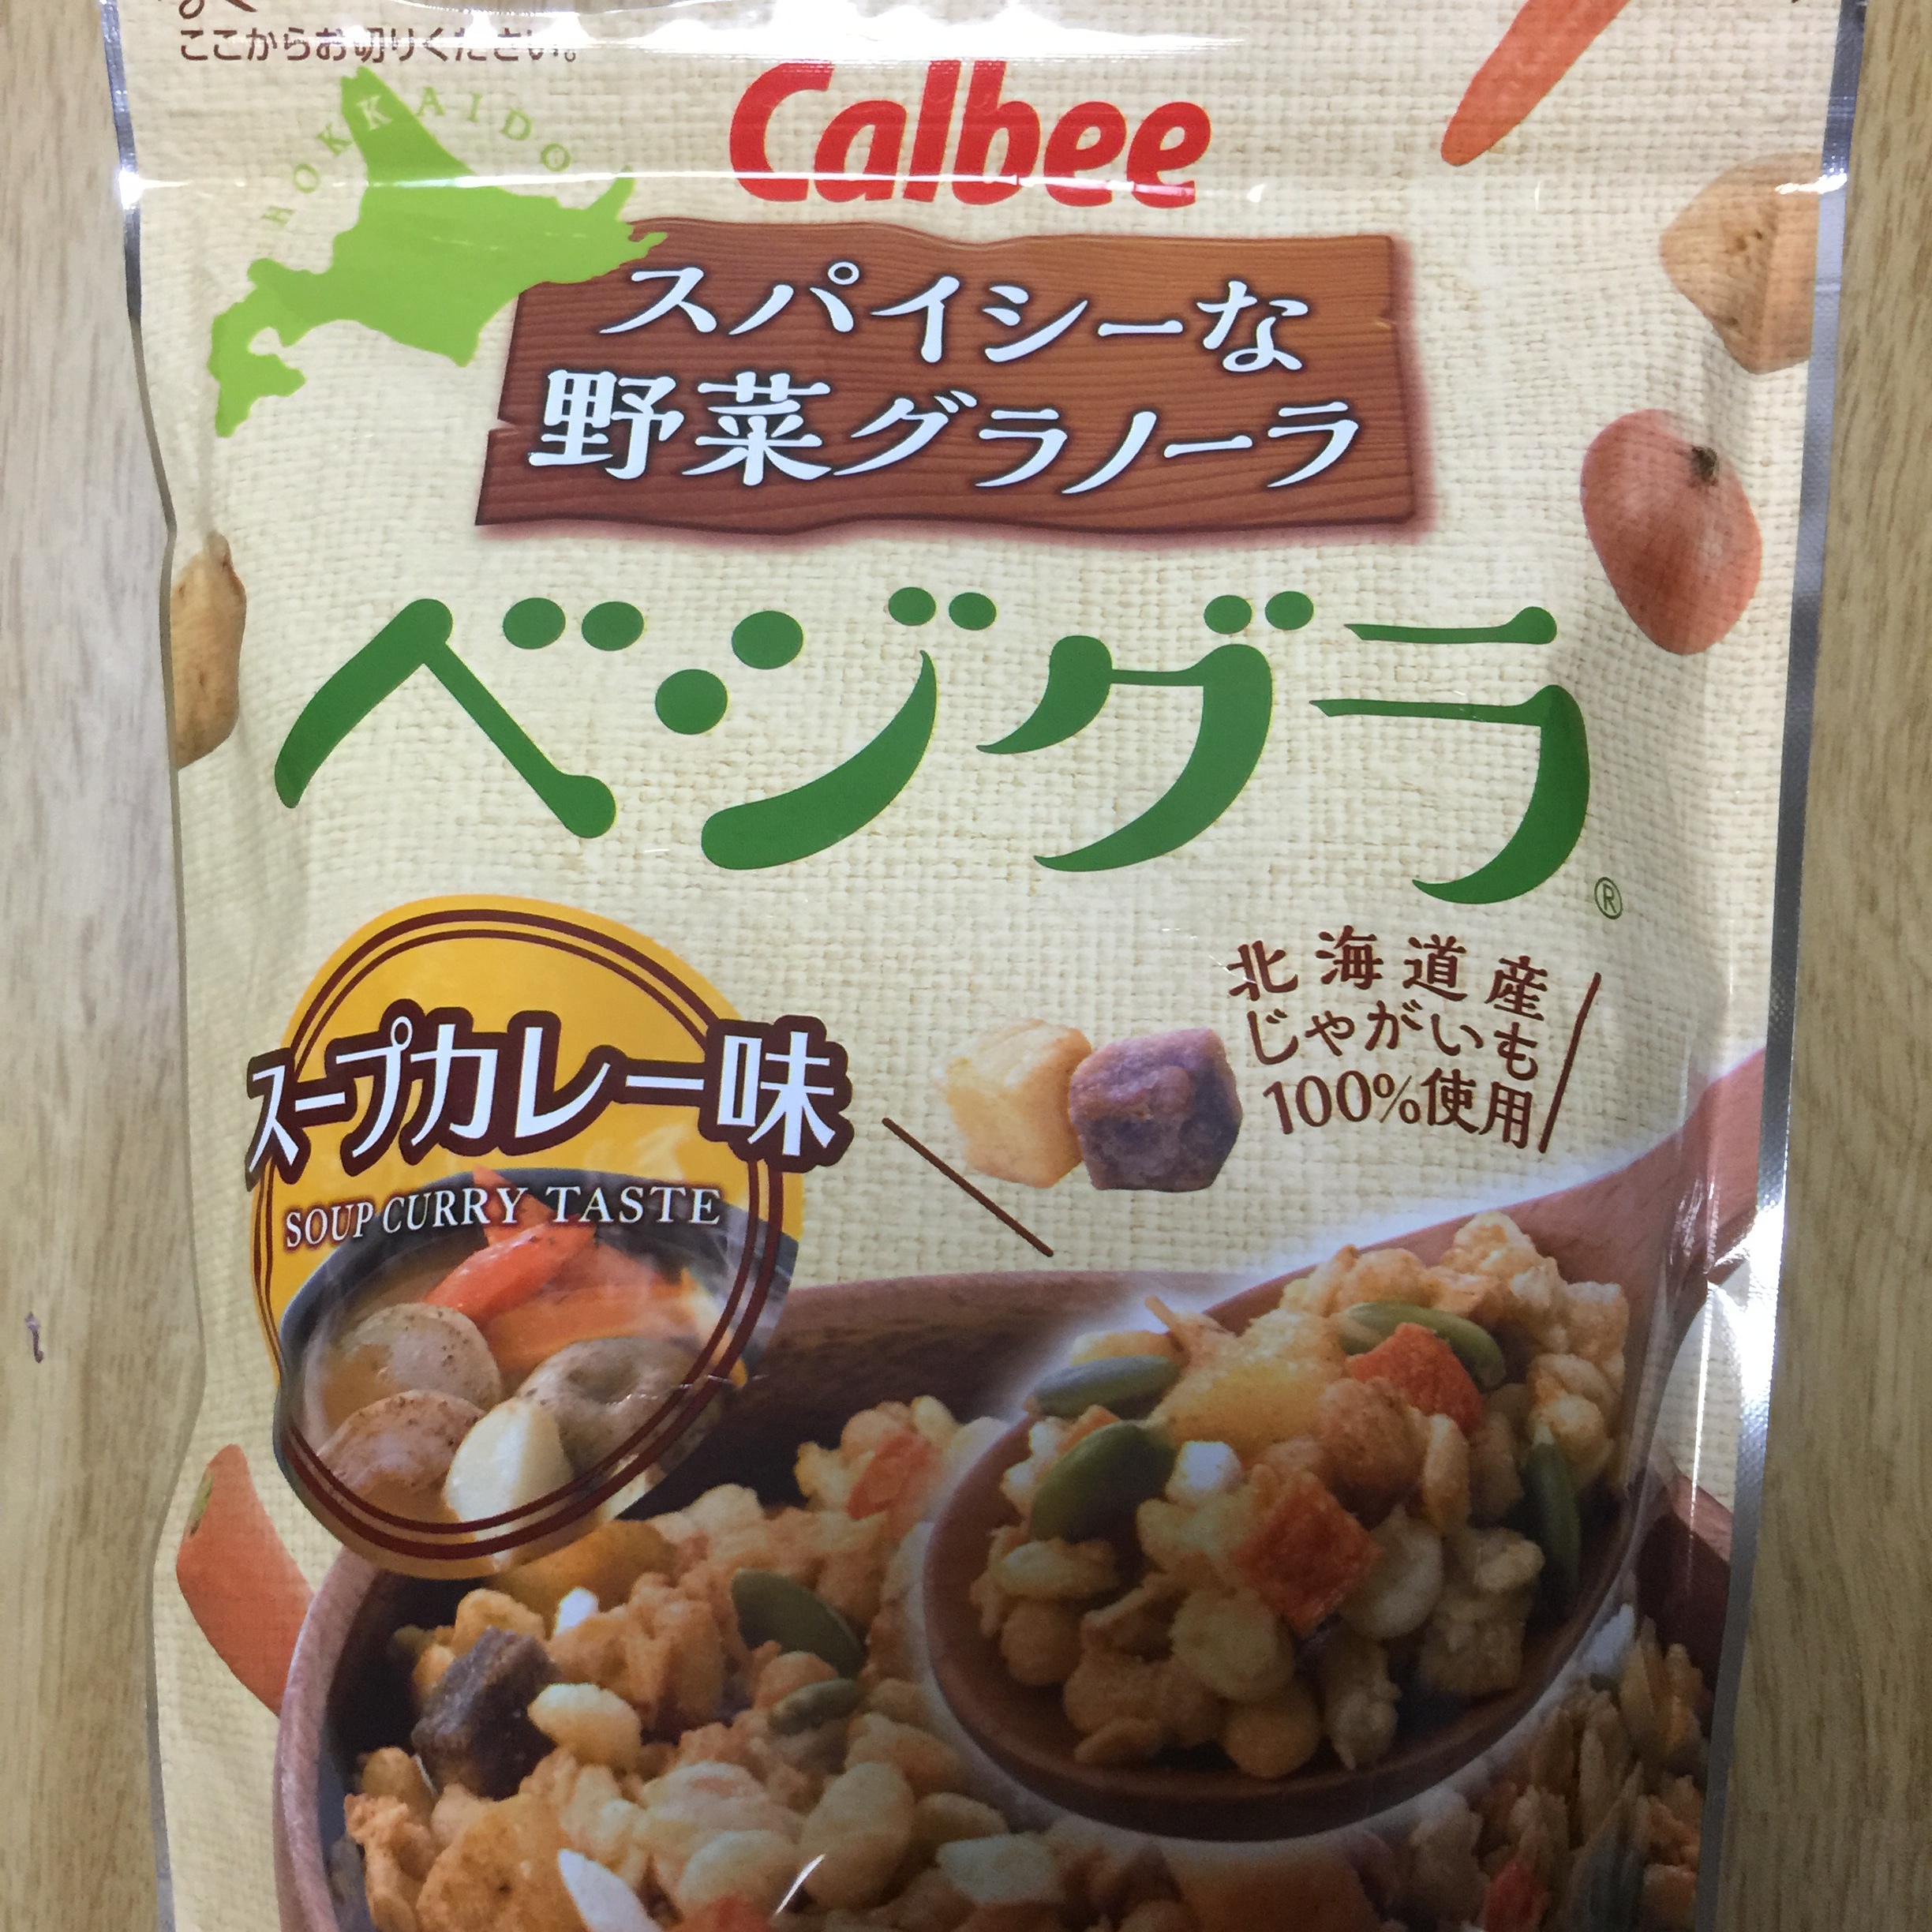 ここからお切りください。
HOKKAIDO
Calbee
スパイシーな
野菜グラノーラ
ベジグラ®
スープカレー味
SOUP CURRY TASTE
北海道産
じゃがいも
100%使用